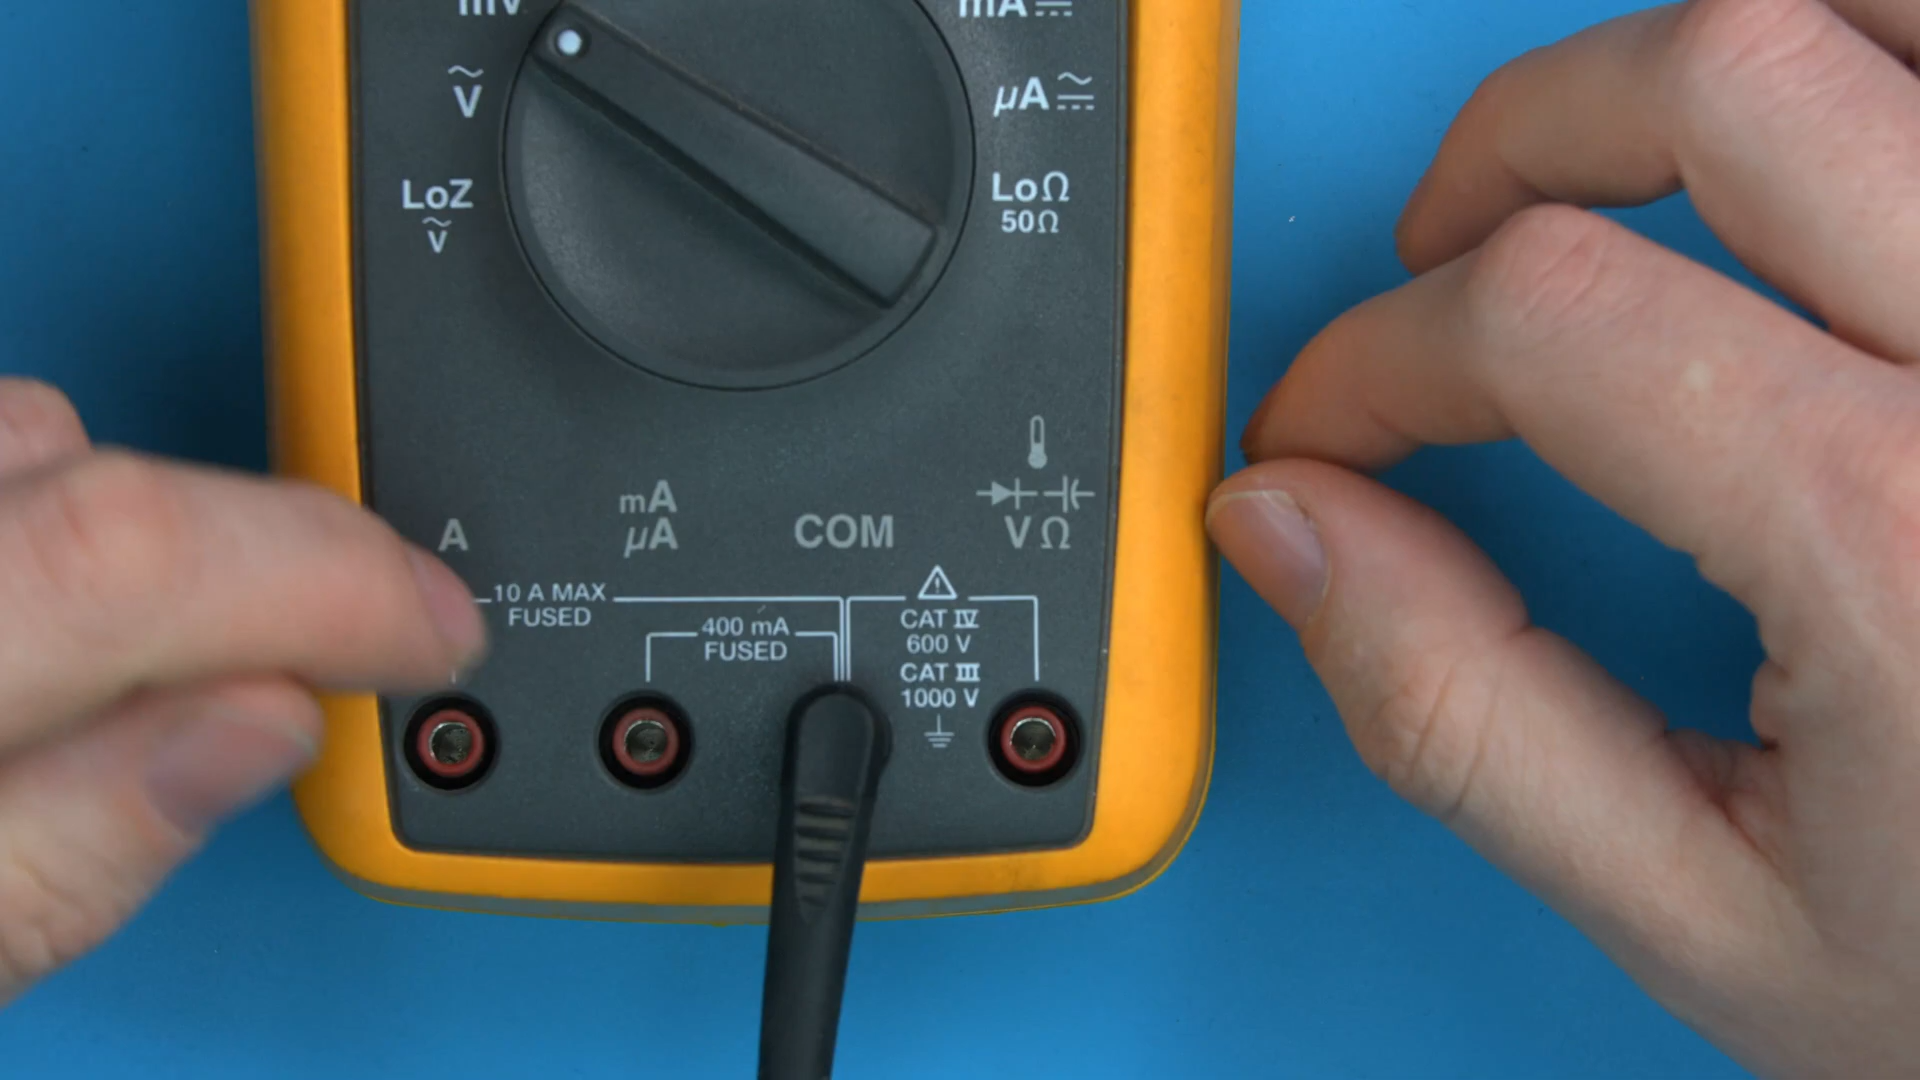 mV
mA
V
µA
LoZ
V
LoΩ
50Ω
A
mA
µA
COM
VΩ
10 A MAX
FUSED
400 mA
FUSED
CAT IV
600 V
CAT III
1000 V